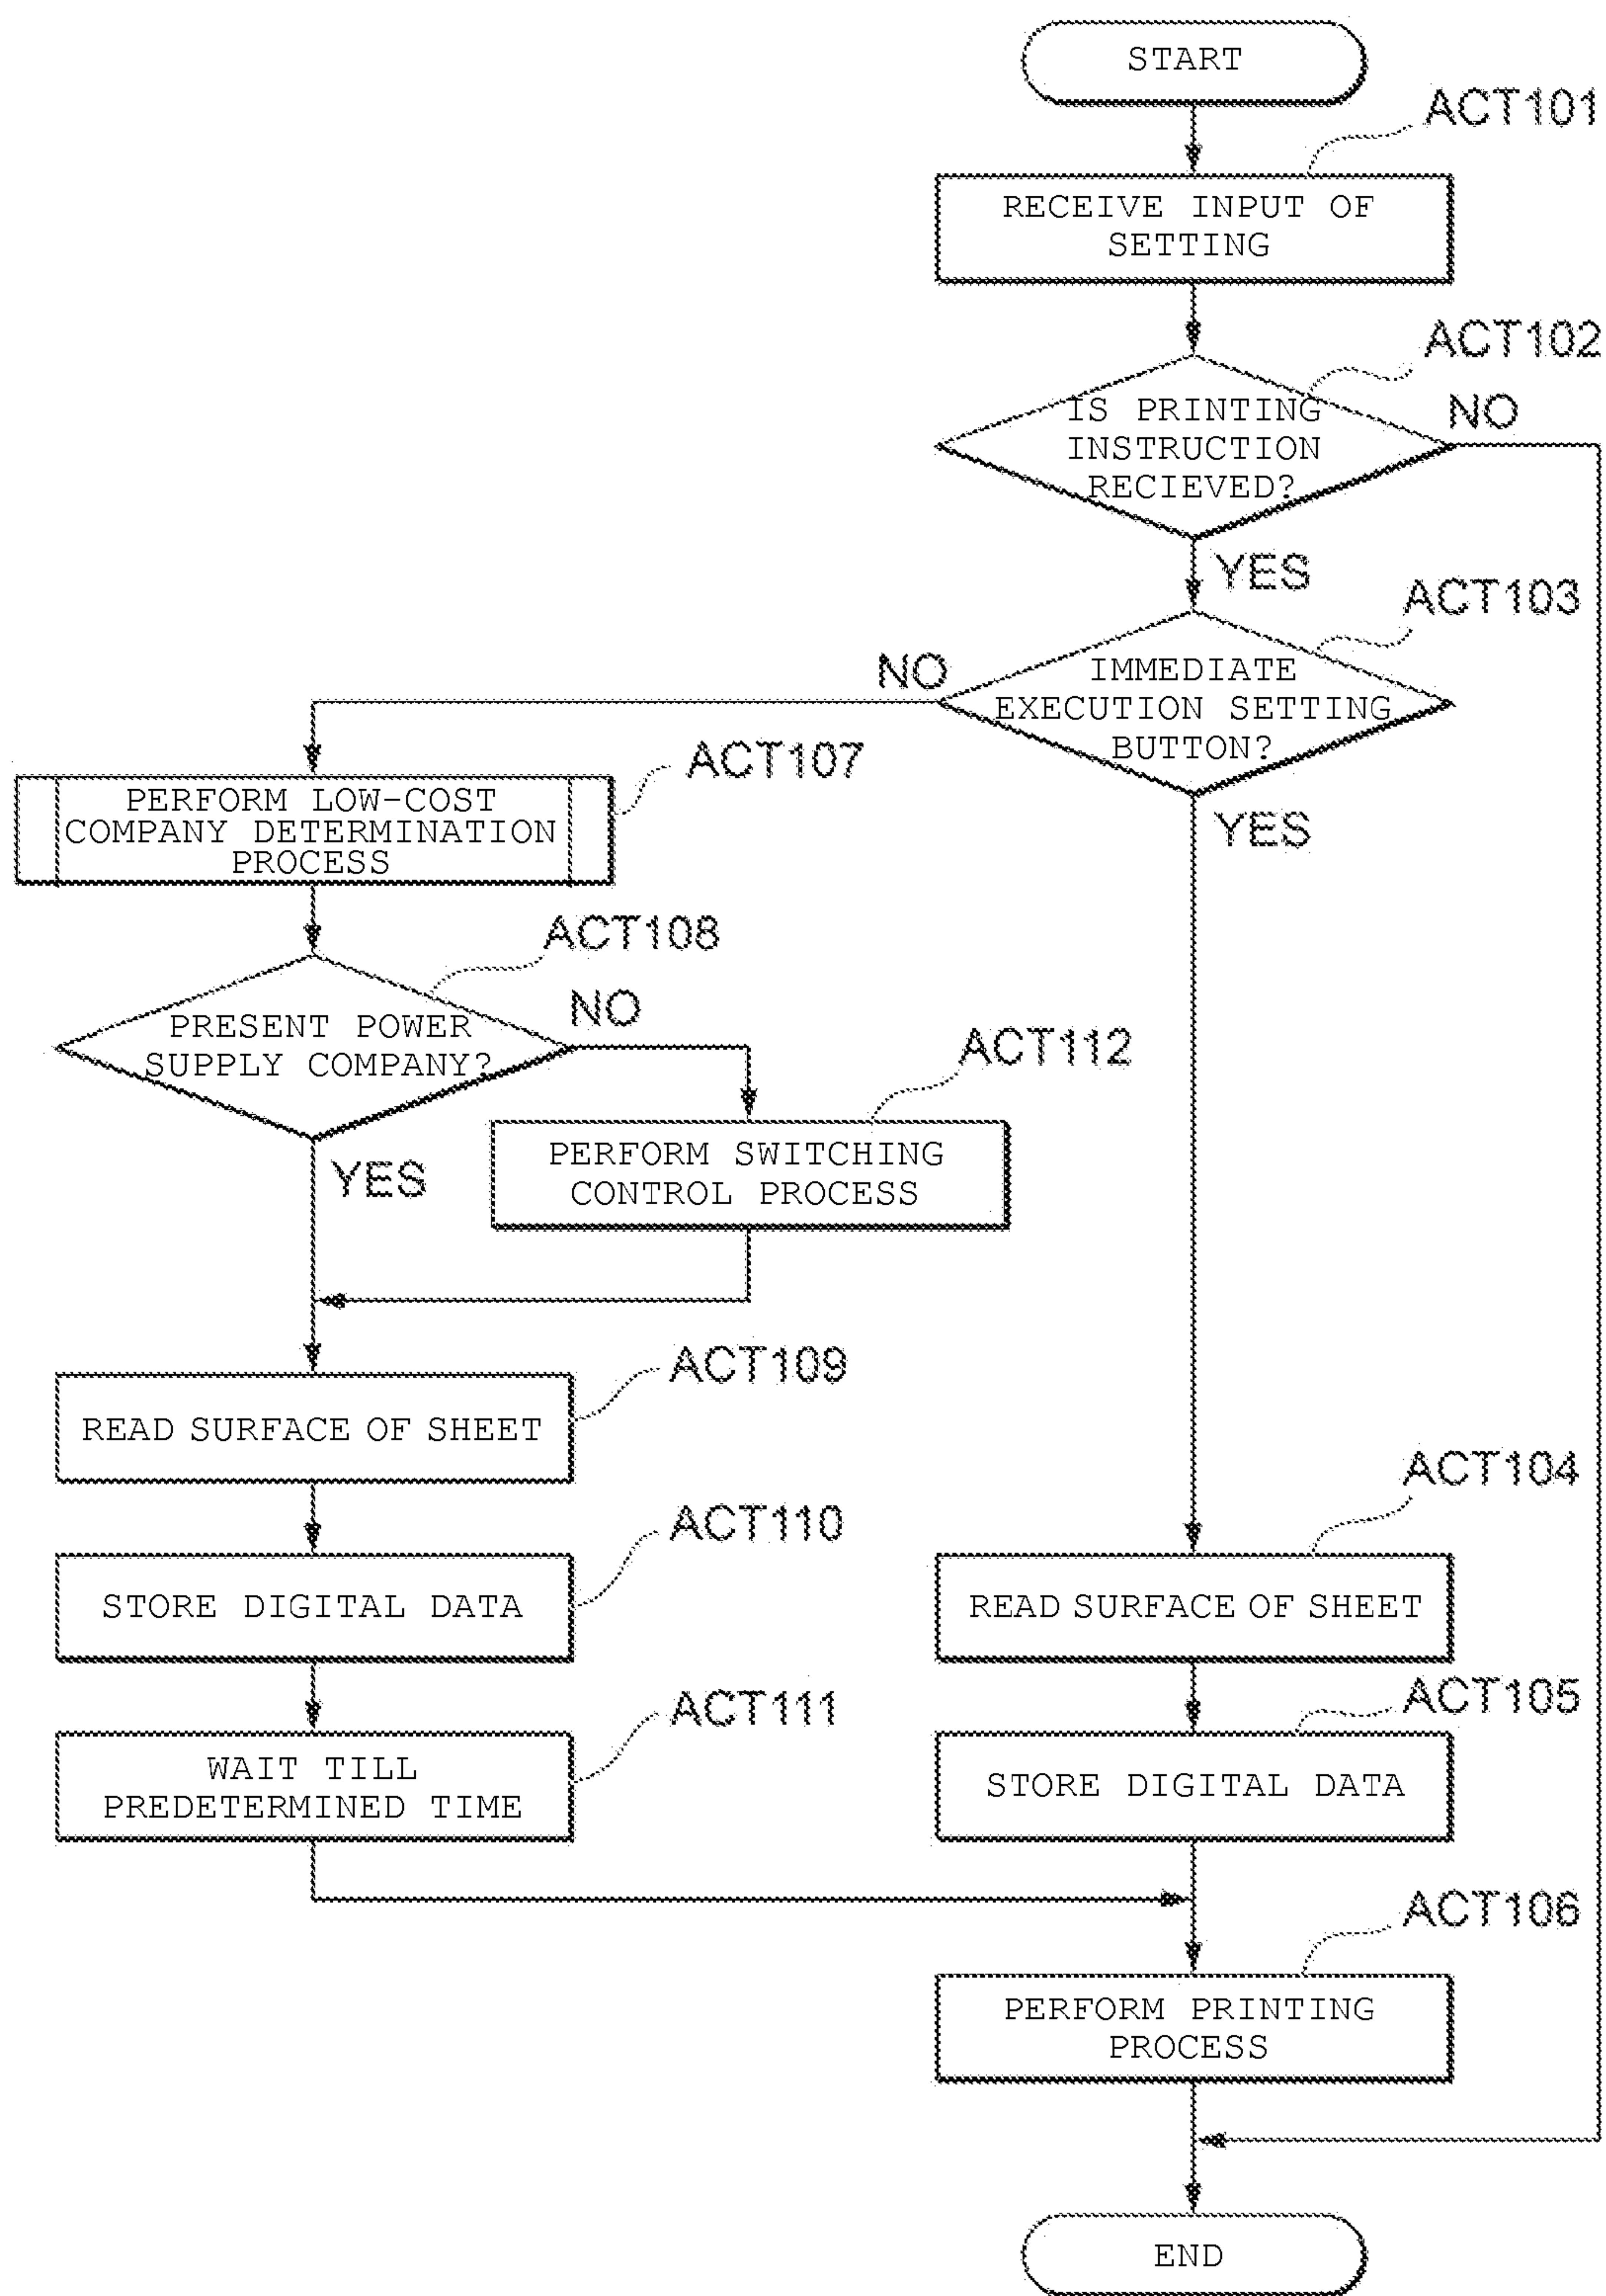 START
ACT101
RECEIVE INPUT OF
SETTING
ACT102
IS PRINTING
INSTRUCTION
RECIEVED?
NO
YES
ACT103
IMMEDIATE
EXECUTION SETTING
BUTTON?
NO
YES
ACT107
PERFORM LOW-COST
COMPANY DETERMINATION
PROCESS
ACT108
PRESENT POWER
SUPPLY COMPANY?
NO
YES
ACT112
PERFORM SWITCHING
CONTROL PROCESS
ACT109
READ SURFACE OF SHEET
ACT110
STORE DIGITAL DATA
ACT111
WAIT TILL
PREDETERMINED TIME
ACT104
READ SURFACE OF SHEET
ACT105
STORE DIGITAL DATA
ACT106
PERFORM PRINTING
PROCESS
END